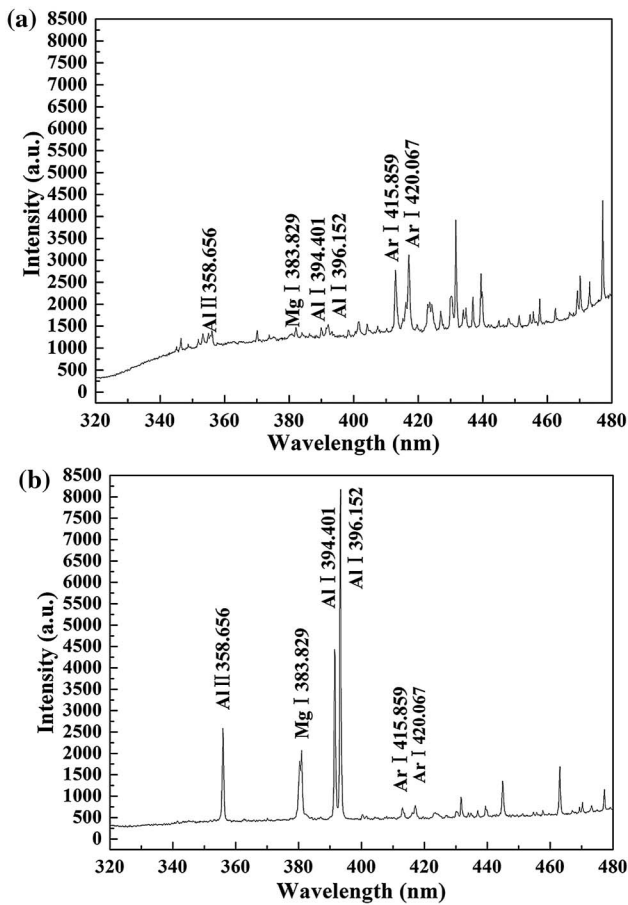 (a)
8500
8000
7500
7000
6500
6000
5500
5000
4500
4000
3500
3000
2500
2000
1500
1000
500
0
Intensity (a.u.)
Al Ⅱ 358.656
Mg Ⅰ 383.829
Al Ⅰ 394.401
Al Ⅰ 396.152
Ar Ⅰ 415.859
Ar Ⅰ 420.067
320 340 360 380 400 420 440 460 480
Wavelength (nm)
(b)
8500
8000
7500
7000
6500
6000
5500
5000
4500
4000
3500
3000
2500
2000
1500
1000
500
0
Intensity (a.u.)
Al Ⅱ 358.656
Mg Ⅰ 383.829
Al Ⅰ 394.401
Al Ⅰ 396.152
Ar Ⅰ 415.859
Ar Ⅰ 420.067
320 340 360 380 400 420 440 460 480
Wavelength (nm)